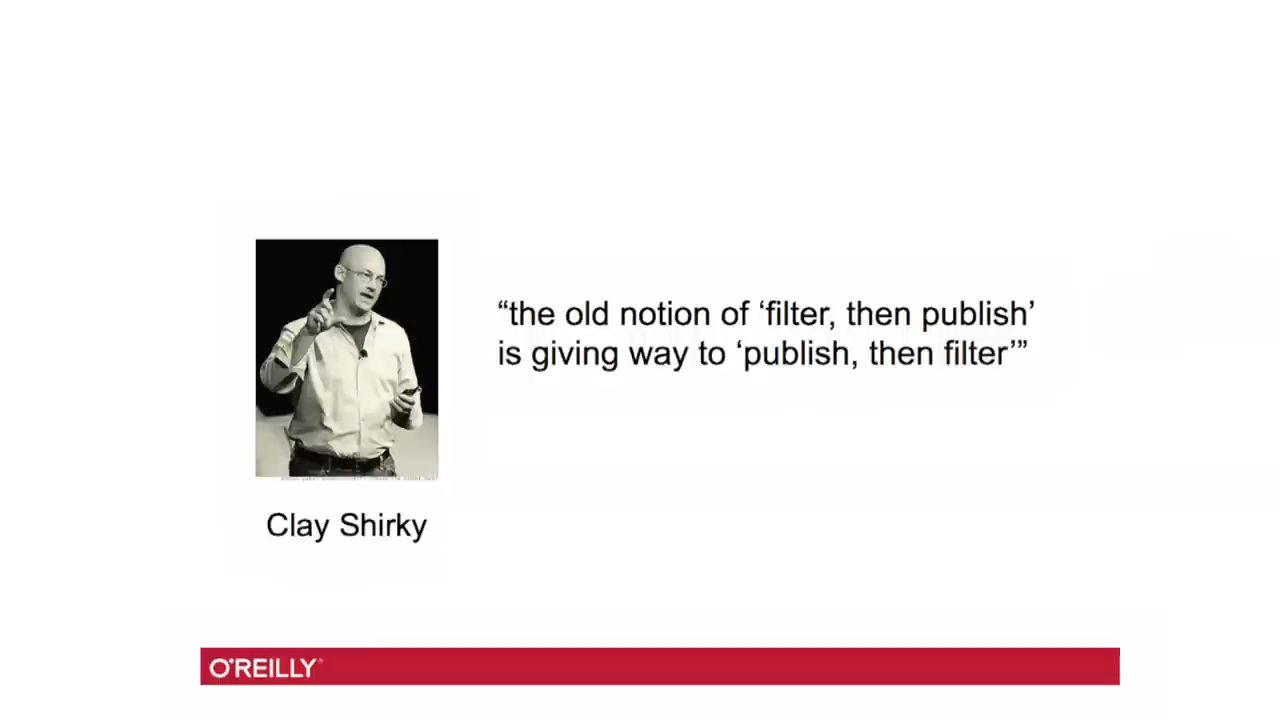 “the old notion of ‘filter, then publish’
is giving way to ‘publish, then filter’”
Clay Shirky
O'REILLY®